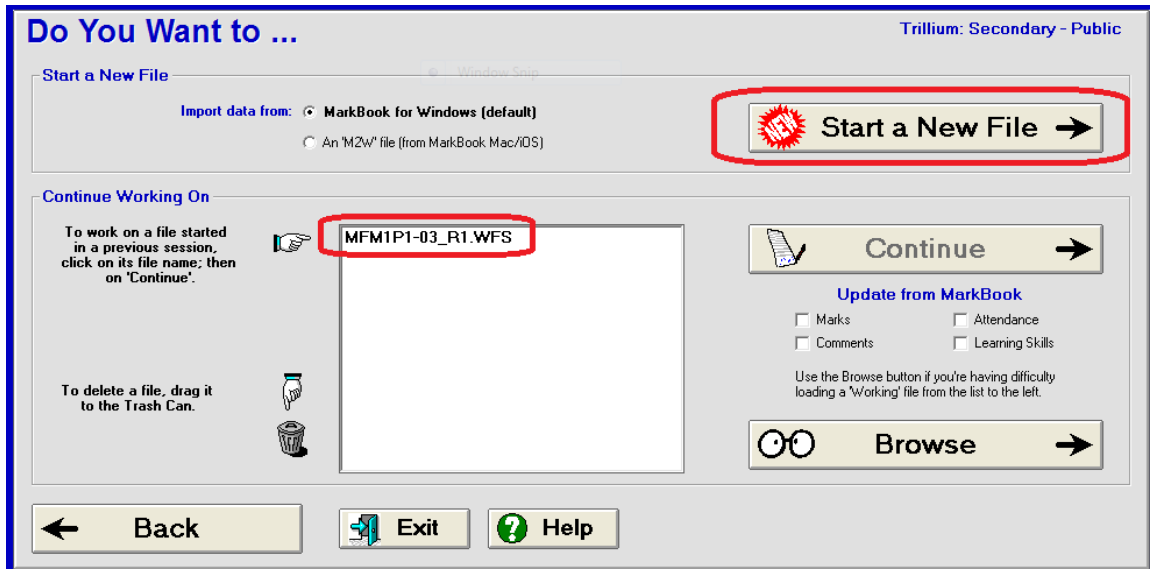 Do You Want to ...
Trillium: Secondary - Public
Start a New File
Window Snip
Import data from:
MarkBook for Windows (default)
An 'M2W' file (from MarkBook Mac/iOS)
NEW
Start a New File
Continue Working On
To work on a file started
in a previous session,
click on its file name; then
on 'Continue'.
MFM1P1-03_R1.WFS
Continue
Update from MarkBook
Marks
Attendance
Comments
Learning Skills
Use the Browse button if you're having difficulty
loading a 'Working' file from the list to the left.
To delete a file, drag it
to the Trash Can.
Browse
Back
Exit
? Help